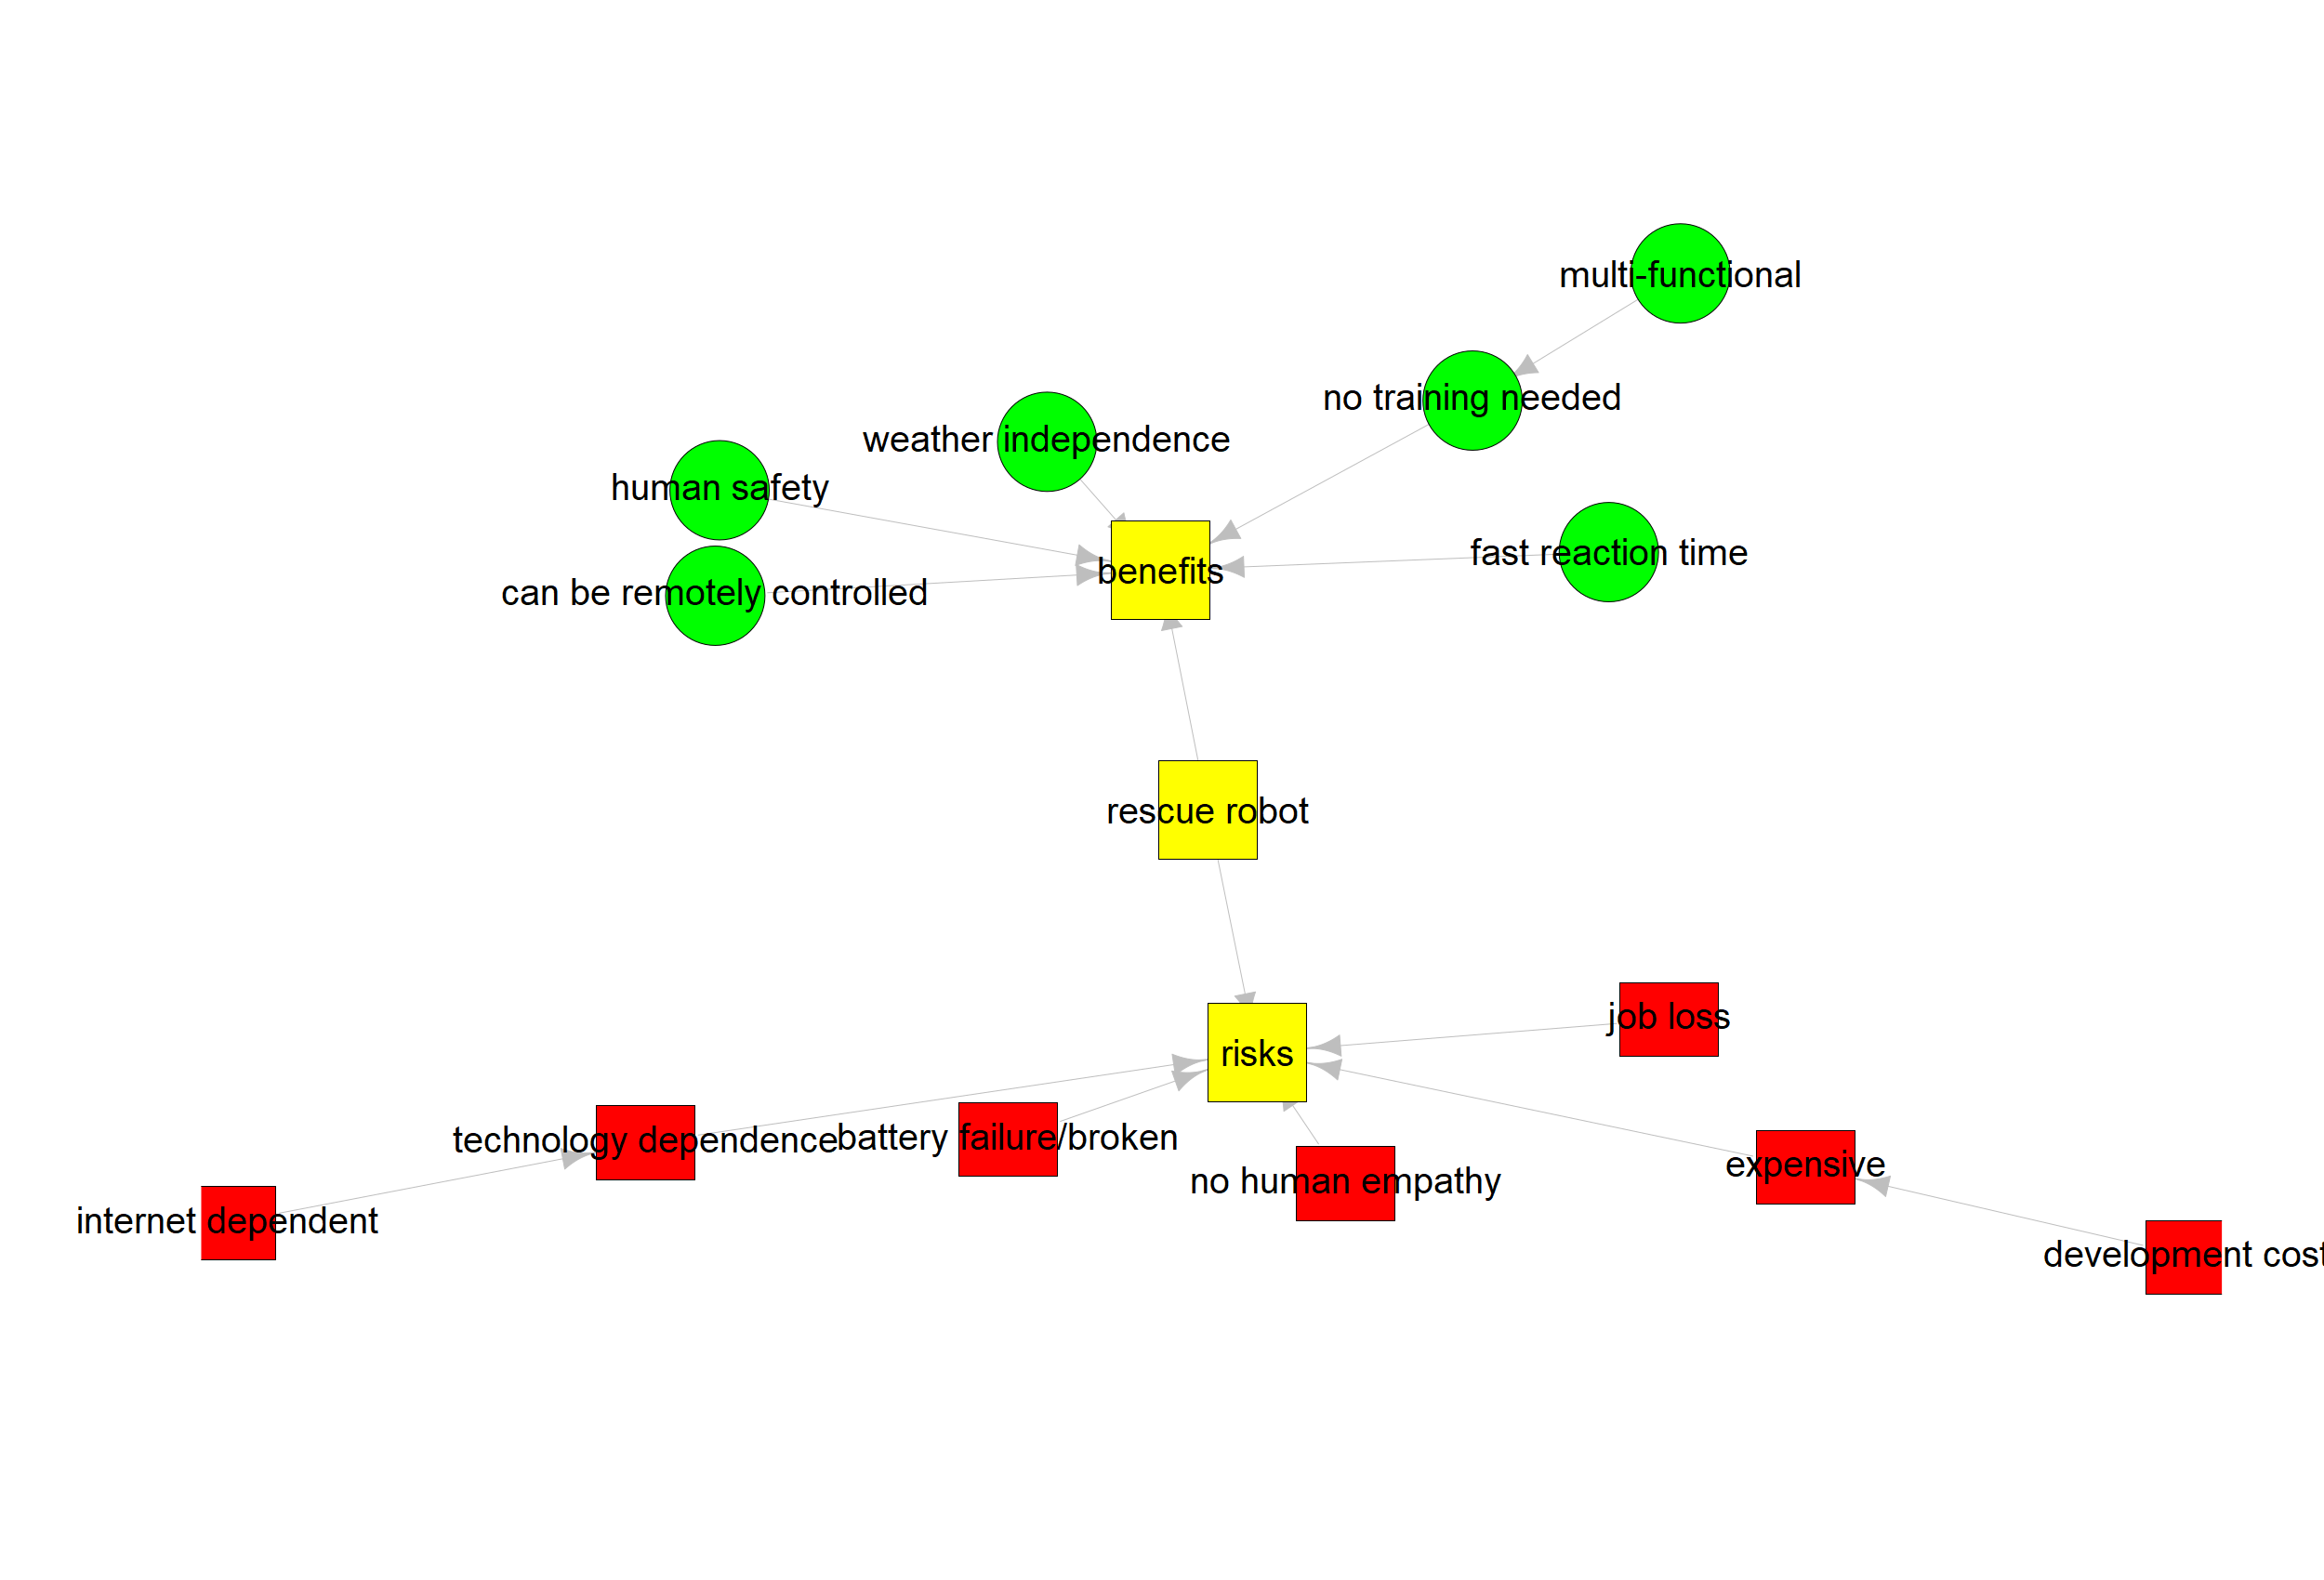 multi-functional
no training needed
weather independence
human safety
fast reaction time
benefits
can be remotely controlled
rescue robot
job loss
risks
technology dependence
battery failure/broken
expensive
no human empathy
internet dependent
development cost